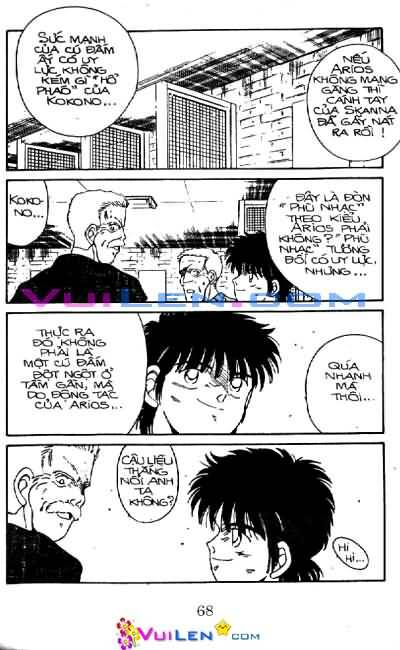 SỨC MẠNH
CỦA CÚ ĐẤM
ẤY CÓ UY
LỰC KHÔNG
KÉM GÌ "HỔ
PHÁO" CỦA
KOKONO...
NẾU
ARIOS
KHÔNG MANG
GĂNG THÌ
CÁNH TAY
CỦA SKANNA
ĐÃ GÃY NÁT
RA RỒI!
KOKO-
NO...
ĐÂY LÀ ĐÒN
"PHÙ NHẠC"
THEO KIỂU
ARIOS PHẢI
KHÔNG? "PHÙ
NHẠC" TƯƠNG
ĐỐI CÓ UY LỰC.
NHƯNG...
VUILEN.COM
THỰC RA
ĐÓ KHÔNG
PHẢI LÀ
MỘT CÚ ĐẤM
ĐỘT NGỘT Ở
TẦM GẦN, MÀ
DO ĐỘNG TÁC
CỦA ARIOS...
QUÁ
NHANH
MÀ
THÔI...
CẬU LIỆU
THẮNG
NỔI ANH
TA
KHÔNG?
HI
HI...
68
VUILEN.COM